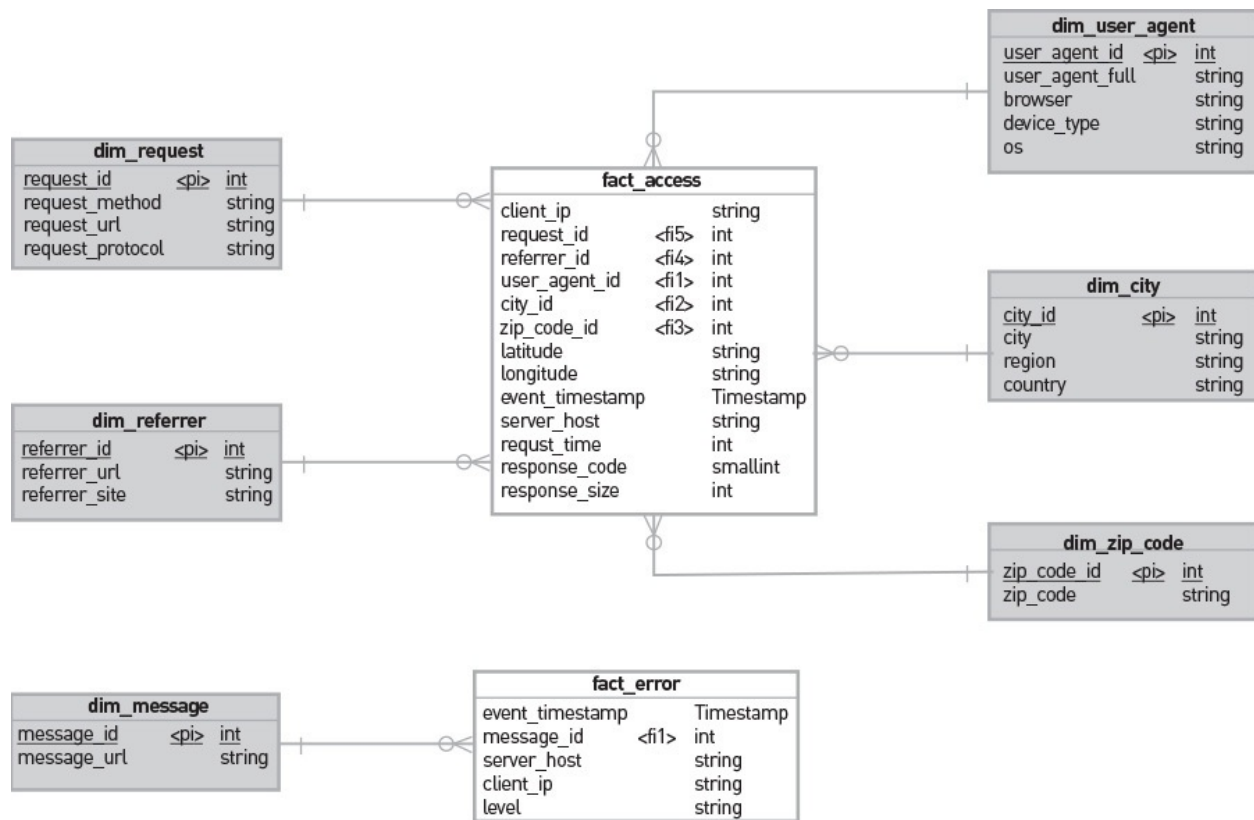 dim_user_agent
user_agent_id <pi> int
user_agent_full string
browser string
device_type string
os string
dim_request
request_id <pi> int
request_method string
request_url string
request_protocol string
fact_access
client_ip string
request_id <fi5> int
referrer_id <fi4> int
user_agent_id <fi1> int
city_id <fi2> int
zip_code_id <fi3> int
latitude string
longitude string
event_timestamp Timestamp
server_host string
requst_time int
response_code smallint
response_size int
dim_city
city_id <pi> int
city string
region string
country string
dim_referrer
referrer_id <pi> int
referrer_url string
referrer_site string
dim_zip_code
zip_code_id <pi> int
zip_code string
dim_message
message_id <pi> int
message_url string
fact_error
event_timestamp Timestamp
message_id <fi1> int
server_host string
client_ip string
level string